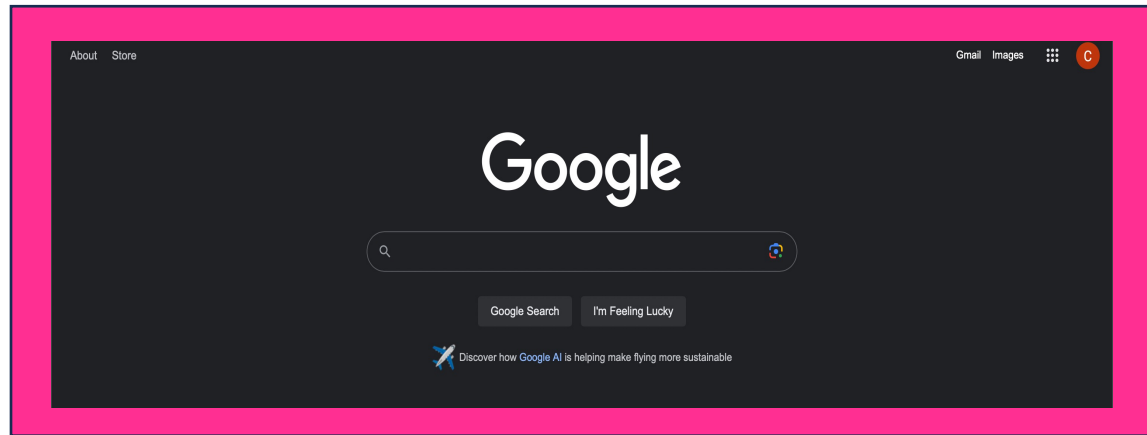 About Store Gmail Images C
Google
Google Search I'm Feeling Lucky
Discover how Google AI is helping make flying more sustainable